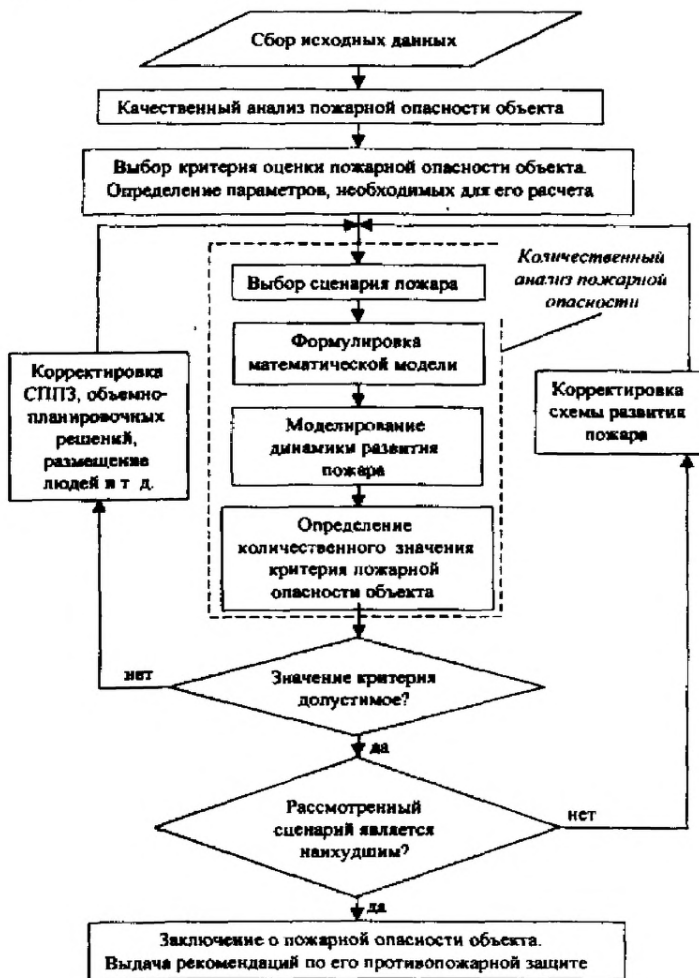 Сбор исходных данных
Качественный анализ пожарной опасности объекта
Выбор критерия оценки пожарной опасности объекта.
Определение параметров, необходимых для его расчета
Количественный
анализ пожарной
опасности
Выбор сценария пожара
Формулировка
математической модели
Моделирование
динамики развития
пожара
Определение
количественного значения
критерия пожарной
опасности объекта
Корректировка
СППЗ, объемно-
планировочных
решений,
размещение
людей и т д.
Корректировка
схемы развития
пожара
нет
Значение критерия
допустимое?
да
Рассмотренный
сценарий является
наихудшим?
нет
да
Заключение о пожарной опасности объекта.
Выдача рекомендаций по его противопожарной защите